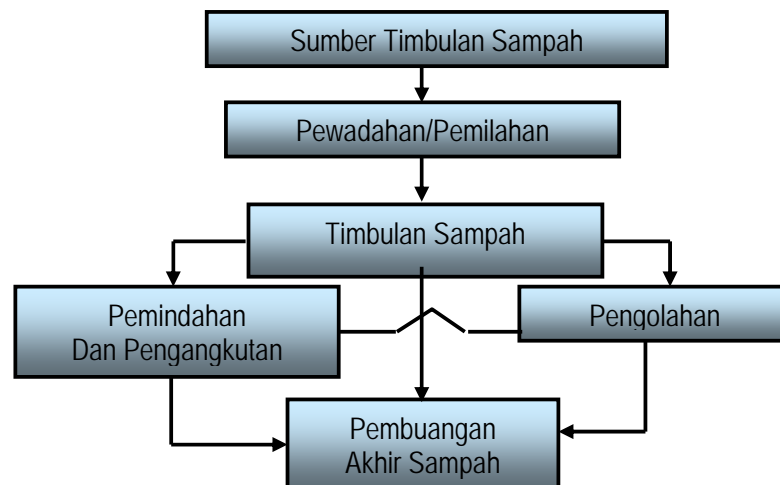 Sumber Timbulan Sampah
Pewadahan/Pemilahan
Timbulan Sampah
Pemindahan
Dan Pengangkutan
Pengolahan
Pembuangan
Akhir Sampah